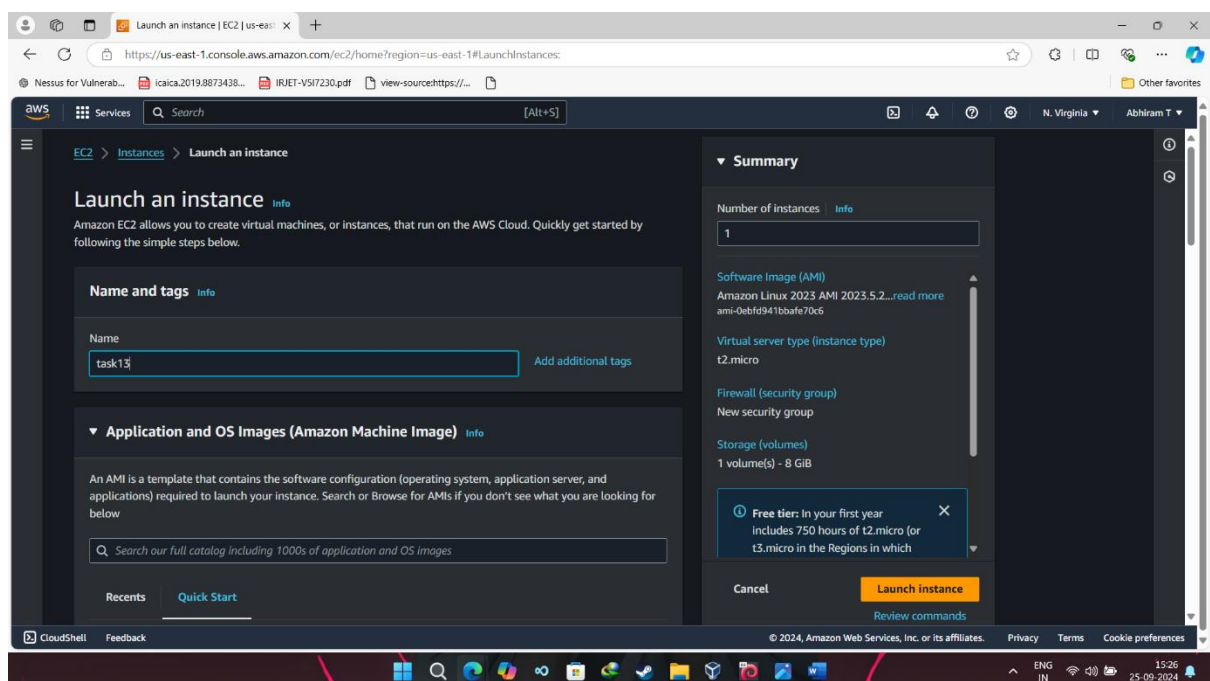 Launch an instance | EC2 | us-eas
https://us-east-1.console.aws.amazon.com/ec2/home?region=us-east-1#LaunchInstances:
Nessus for Vulnerab... icaica.2019.8873438... IRJET-V5I7230.pdf view-source:https://... Other favorites
aws Services Search [Alt+S] N. Virginia Abhiram T
EC2 > Instances > Launch an instance
Launch an instance Info
Amazon EC2 allows you to create virtual machines, or instances, that run on the AWS Cloud. Quickly get started by
following the simple steps below.
Name and tags Info
Name
task13
Add additional tags
Application and OS Images (Amazon Machine Image) Info
An AMI is a template that contains the software configuration (operating system, application server, and
applications) required to launch your instance. Search or Browse for AMIs if you don't see what you are looking for
below
Search our full catalog including 1000s of application and OS images
Recents Quick Start
Summary
Number of instances Info
1
Software Image (AMI)
Amazon Linux 2023 AMI 2023.5.2...read more
ami-0ebfd941bbafe70c6
Virtual server type (instance type)
t2.micro
Firewall (security group)
New security group
Storage (volumes)
1 volume(s) - 8 GiB
Free tier: In your first year
includes 750 hours of t2.micro (or
t3.micro in the Regions in which
Cancel Launch instance
Review commands
CloudShell Feedback © 2024, Amazon Web Services, Inc. or its affiliates. Privacy Terms Cookie preferences
ENG 15:26
IN 25-09-2024